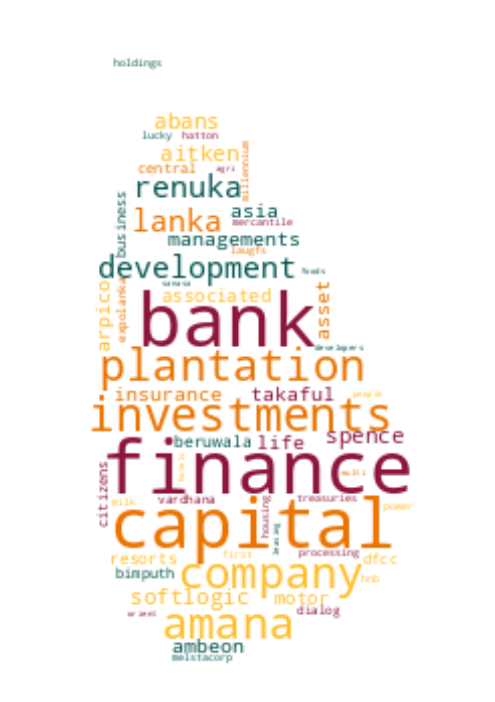 holdings
abans
lucky hatton
aitken
central agri
millennium
renuka
business
lanka asia
mercantile
managements
laugfs
development foods
sanasa
associated
arpico
expolanka
asset
bank
developers
plantation
insurance takaful people
investments
beruwala life spence
finance
citizens
milk vardhana treasuries power
housing
capital
leasing
processing
resorts first dfcc
bimputh company hnb
softlogic motor
orient dialog
amana
ambeon
melstacorp